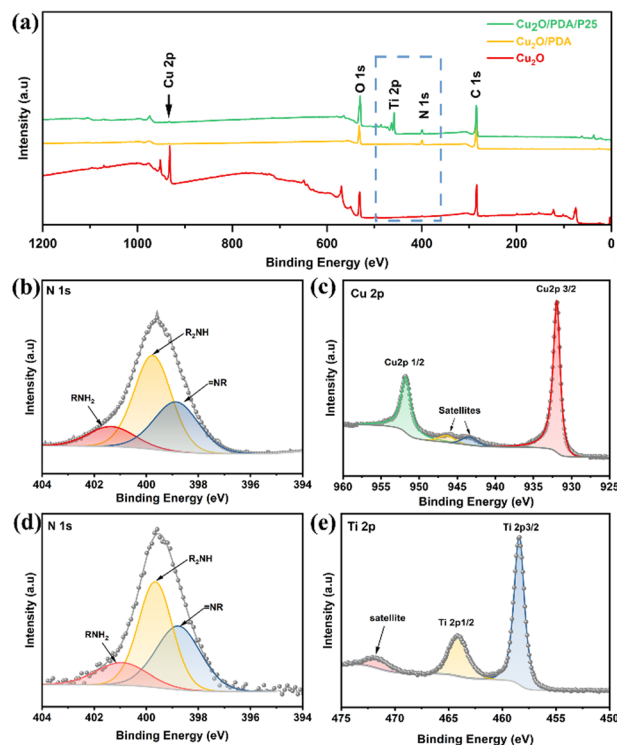 (a)
Cu₂O/PDA/P25
Cu₂O/PDA
Cu₂O
Cu 2p
O 1s
Ti 2p
N 1s
C 1s
Intensity (a.u)
1200 1000 800 600 400 200 0
Binding Energy (eV)
(b) N 1s
R₂NH
=NR
RNH₂
Intensity (a.u)
404 402 400 398 396 394
Binding Energy (eV)
(c) Cu 2p
Cu2p 3/2
Cu2p 1/2
Satellites
Intensity (a.u)
960 955 950 945 940 935 930 925
Binding Energy (eV)
(d) N 1s
R₂NH
=NR
RNH₂
Intensity (a.u)
404 402 400 398 396 394
Binding Energy (eV)
(e) Ti 2p
Ti 2p3/2
Ti 2p1/2
satellite
Intensity (a.u)
475 470 465 460 455 450
Binding Energy (eV)